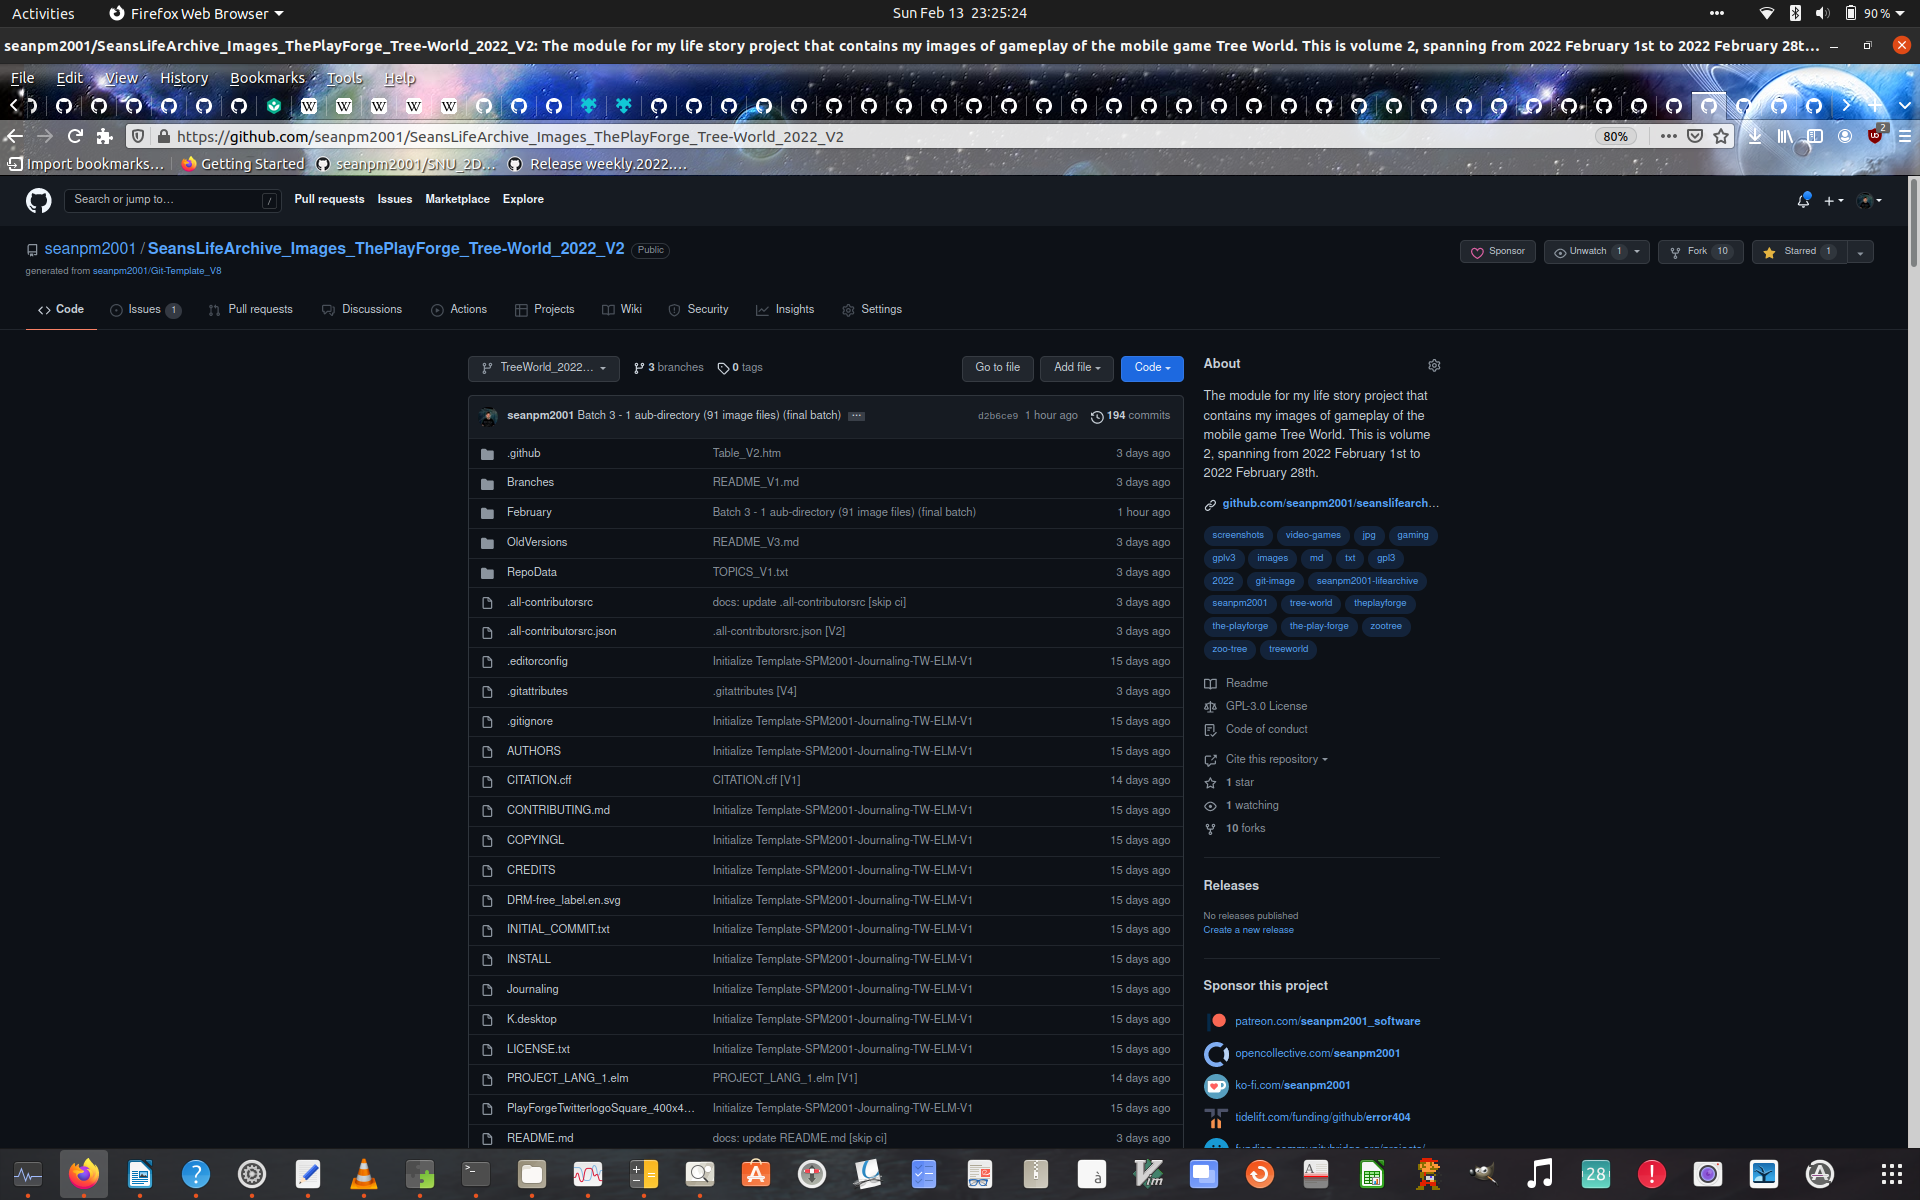 Activities Firefox Web Browser Sun Feb 13 23:25:24 90 %
seanpm2001/SeansLifeArchive_Images_ThePlayForge_Tree-World_2022_V2: The module for my life story project that contains my images of gameplay of the mobile game Tree World. This is volume 2, spanning from 2022 February 1st to 2022 February 28t…
File Edit View History Bookmarks Tools Help
https://github.com/seanpm2001/SeansLifeArchive_Images_ThePlayForge_Tree-World_2022_V2 80% 2
Import bookmarks… Getting Started seanpm2001/SNU_2D… Release weekly.2022.…
Search or jump to… / Pull requests Issues Marketplace Explore
seanpm2001 / SeansLifeArchive_Images_ThePlayForge_Tree-World_2022_V2 Public Sponsor Unwatch 1 Fork 10 Starred 1
generated from seanpm2001/Git-Template_V8
Code Issues 1 Pull requests Discussions Actions Projects Wiki Security Insights Settings
TreeWorld_2022… 3 branches 0 tags Go to file Add file Code
seanpm2001 Batch 3 - 1 aub-directory (91 image files) (final batch) … d2b6ce9 1 hour ago 194 commits
.github Table_V2.htm 3 days ago
Branches README_V1.md 3 days ago
February Batch 3 - 1 aub-directory (91 image files) (final batch) 1 hour ago
OldVersions README_V3.md 3 days ago
RepoData TOPICS_V1.txt 3 days ago
.all-contributorsrc docs: update .all-contributorsrc [skip ci] 3 days ago
.all-contributorsrc.json .all-contributorsrc.json [V2] 3 days ago
.editorconfig Initialize Template-SPM2001-Journaling-TW-ELM-V1 15 days ago
.gitattributes .gitattributes [V4] 3 days ago
.gitignore Initialize Template-SPM2001-Journaling-TW-ELM-V1 15 days ago
AUTHORS Initialize Template-SPM2001-Journaling-TW-ELM-V1 15 days ago
CITATION.cff CITATION.cff [V1] 14 days ago
CONTRIBUTING.md Initialize Template-SPM2001-Journaling-TW-ELM-V1 15 days ago
COPYINGL Initialize Template-SPM2001-Journaling-TW-ELM-V1 15 days ago
CREDITS Initialize Template-SPM2001-Journaling-TW-ELM-V1 15 days ago
DRM-free_label.en.svg Initialize Template-SPM2001-Journaling-TW-ELM-V1 15 days ago
INITIAL_COMMIT.txt Initialize Template-SPM2001-Journaling-TW-ELM-V1 15 days ago
INSTALL Initialize Template-SPM2001-Journaling-TW-ELM-V1 15 days ago
Journaling Initialize Template-SPM2001-Journaling-TW-ELM-V1 15 days ago
K.desktop Initialize Template-SPM2001-Journaling-TW-ELM-V1 15 days ago
LICENSE.txt Initialize Template-SPM2001-Journaling-TW-ELM-V1 15 days ago
PROJECT_LANG_1.elm PROJECT_LANG_1.elm [V1] 14 days ago
PlayForgeTwitterlogoSquare_400x4… Initialize Template-SPM2001-Journaling-TW-ELM-V1 15 days ago
README.md docs: update README.md [skip ci] 3 days ago
About
The module for my life story project that
contains my images of gameplay of the
mobile game Tree World. This is volume
2, spanning from 2022 February 1st to
2022 February 28th.
github.com/seanpm2001/seanslifearch…
screenshots video-games jpg gaming
gplv3 images md txt gpl3
2022 git-image seanpm2001-lifearchive
seanpm2001 tree-world theplayforge
the-playforge the-play-forge zootree
zoo-tree treeworld
Readme
GPL-3.0 License
Code of conduct
Cite this repository
1 star
1 watching
10 forks
Releases
No releases published
Create a new release
Sponsor this project
patreon.com/seanpm2001_software
opencollective.com/seanpm2001
ko-fi.com/seanpm2001
tidelift.com/funding/github/error404
28